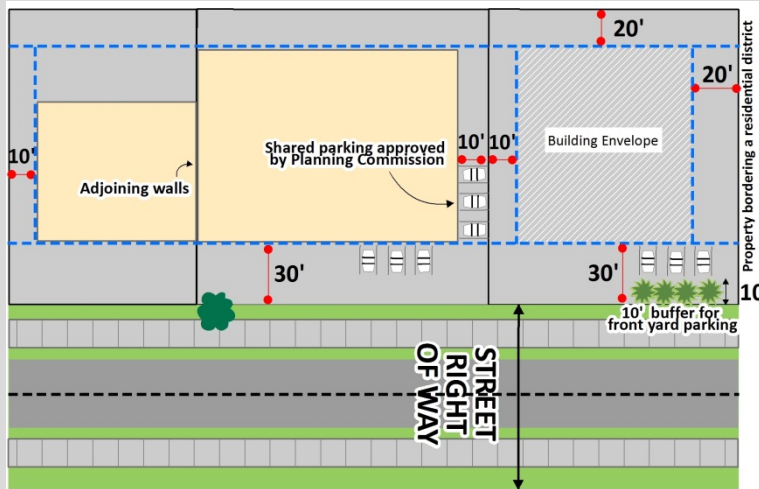 20'
20'
Property bordering a residential district
10'
Adjoining walls
Shared parking approved
by Planning Commission
10'
10'
Building Envelope
30'
30'
10
10' buffer for
front yard parking
STREET
RIGHT
OF WAY